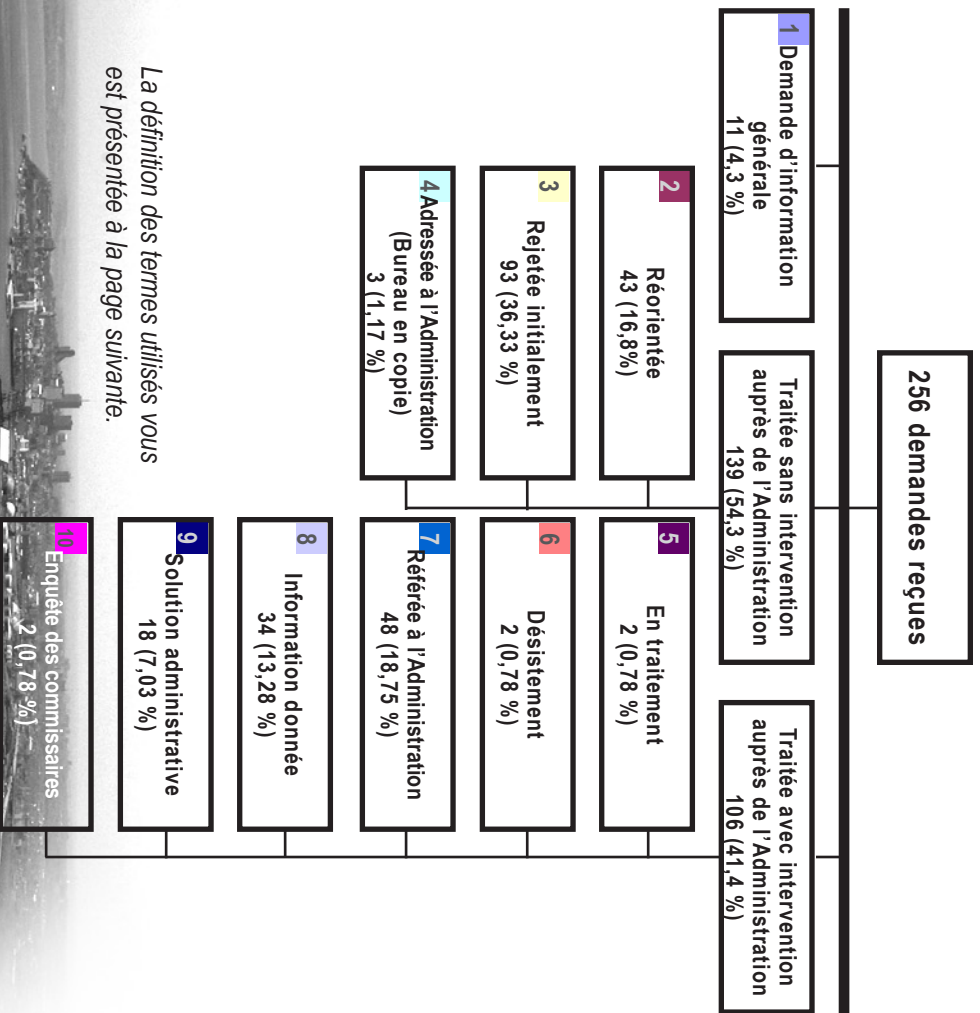 256 demandes reçues
1 Demande d'information
générale
11 (4,3 %)
Traitée sans intervention
auprès de l'Administration
139 (54,3 %)
Traitée avec intervention
auprès de l'Administration
106 (41,4 %)
2
Réorientée
43 (16,8%)
3
Rejetée initialement
93 (36,33 %)
4 Adressée à l'Administration
(Bureau en copie)
3 (1,17 %)
5
En traitement
2 (0,78 %)
6
Désistement
2 (0,78 %)
7
Référée à l'Administration
48 (18,75 %)
8
Information donnée
34 (13,28 %)
9
Solution administrative
18 (7,03 %)
10
Enquête des commissaires
2 (0,78 %)
La définition des termes utilisés vous
est présentée à la page suivante.